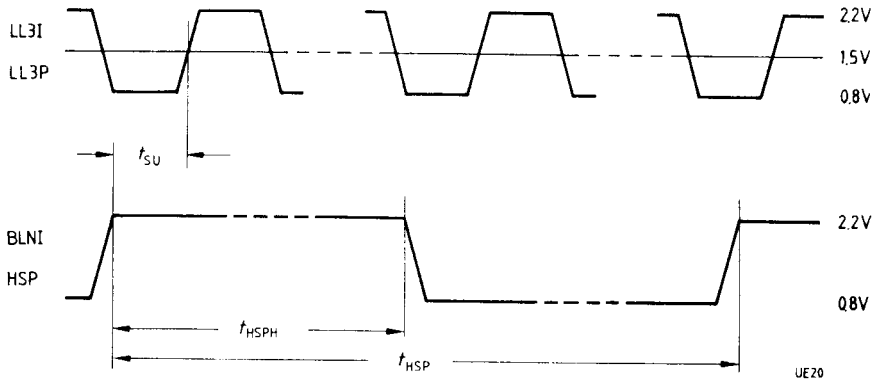 LL3I
LL3P
2.2V
1.5V
0.8V
tSU
BLNI
HSP
2.2V
0.8V
tHSPH
tHSP
UE20